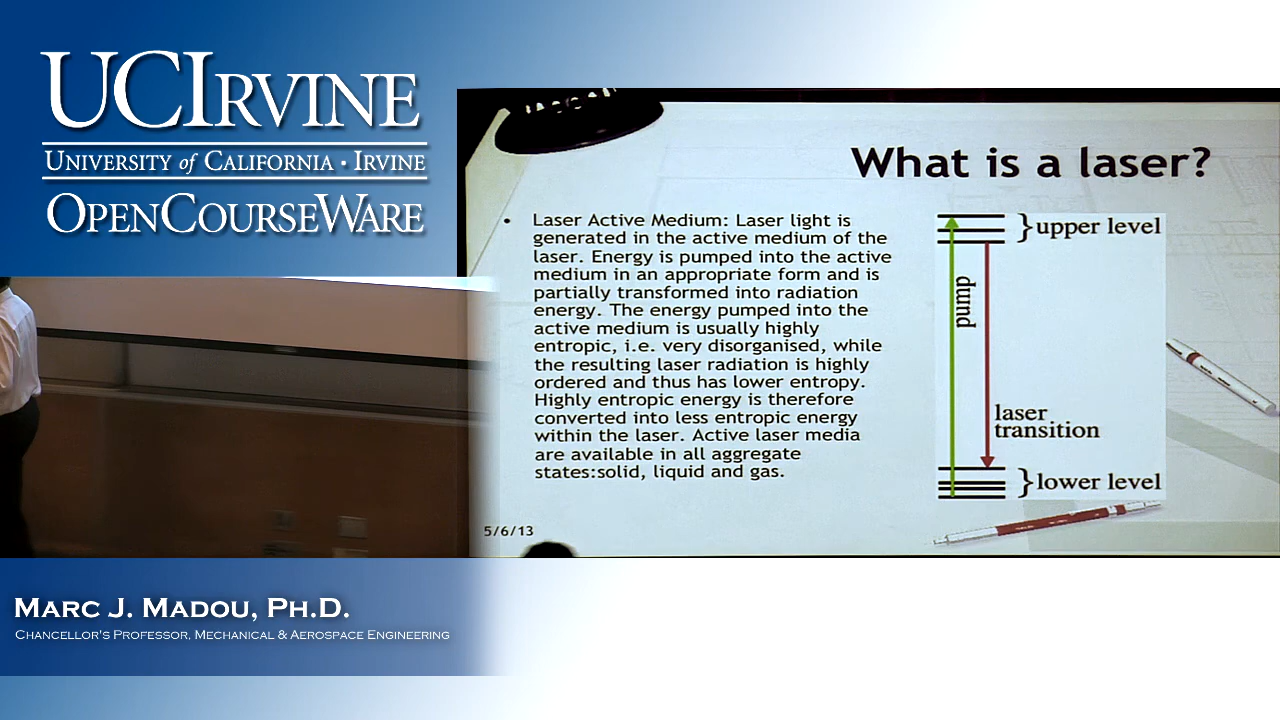 UCIRVINE
UNIVERSITY of CALIFORNIA · IRVINE
OPENCOURSEWARE
What is a laser?
• Laser Active Medium: Laser light is
generated in the active medium of the
laser. Energy is pumped into the active
medium in an appropriate form and is
partially transformed into radiation
energy. The energy pumped into the
active medium is usually highly
entropic, i.e. very disorganised, while
the resulting laser radiation is highly
ordered and thus has lower entropy.
Highly entropic energy is therefore
converted into less entropic energy
within the laser. Active laser media
are available in all aggregate
states:solid, liquid and gas.
upper level
pump
laser
transition
lower level
5/6/13
MARC J. MADOU, PH.D.
CHANCELLOR'S PROFESSOR, MECHANICAL & AEROSPACE ENGINEERING